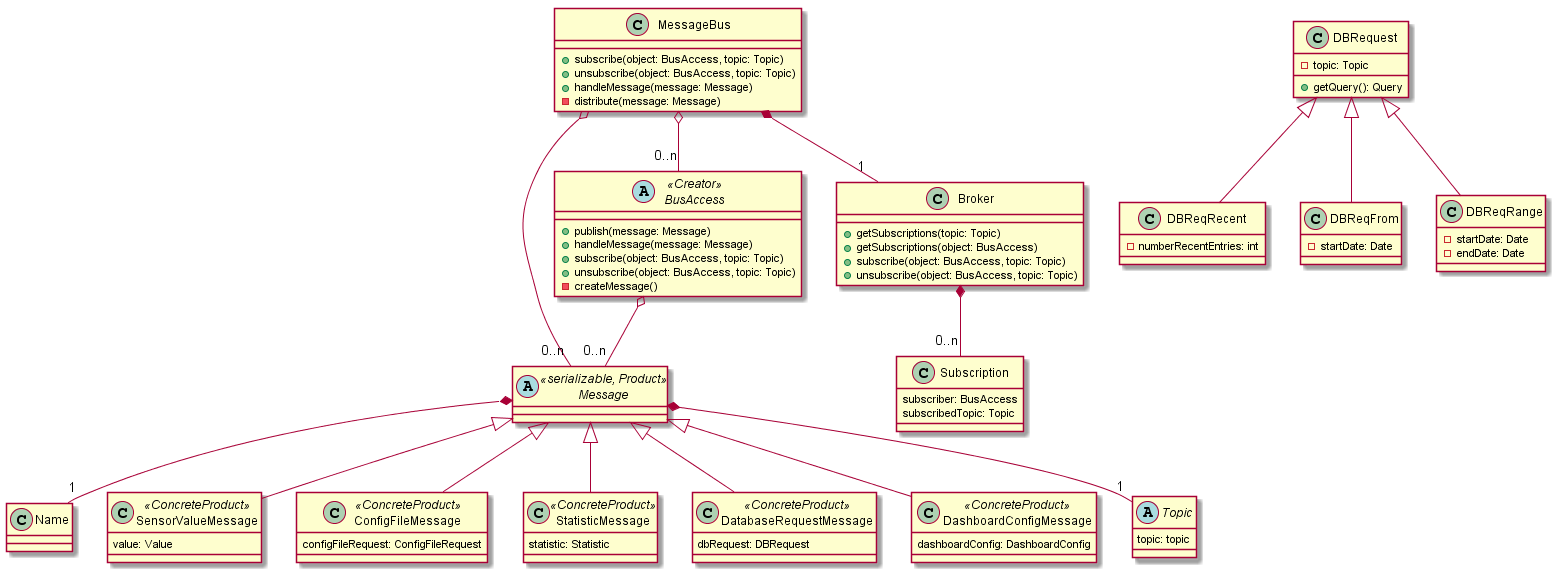 C MessageBus
subscribe(object: BusAccess, topic: Topic)
unsubscribe(object: BusAccess, topic: Topic)
handleMessage(message: Message)
distribute(message: Message)
C DBRequest
topic: Topic
getQuery(): Query
0..n
1
«Creator»
A BusAccess
publish(message: Message)
handleMessage(message: Message)
subscribe(object: BusAccess, topic: Topic)
unsubscribe(object: BusAccess, topic: Topic)
createMessage()
C Broker
getSubscriptions(topic: Topic)
getSubscriptions(object: BusAccess)
subscribe(object: BusAccess, topic: Topic)
unsubscribe(object: BusAccess, topic: Topic)
C DBReqRecent
numberRecentEntries: int
C DBReqFrom
startDate: Date
C DBReqRange
startDate: Date
endDate: Date
0..n
0..n
0..n
«serializable, Product»
A Message
C Subscription
subscriber: BusAccess
subscribedTopic: Topic
1
1
C Name
«ConcreteProduct»
C SensorValueMessage
value: Value
«ConcreteProduct»
C ConfigFileMessage
configFileRequest: ConfigFileRequest
«ConcreteProduct»
C StatisticMessage
statistic: Statistic
«ConcreteProduct»
C DatabaseRequestMessage
dbRequest: DBRequest
«ConcreteProduct»
C DashboardConfigMessage
dashboardConfig: DashboardConfig
A Topic
topic: topic